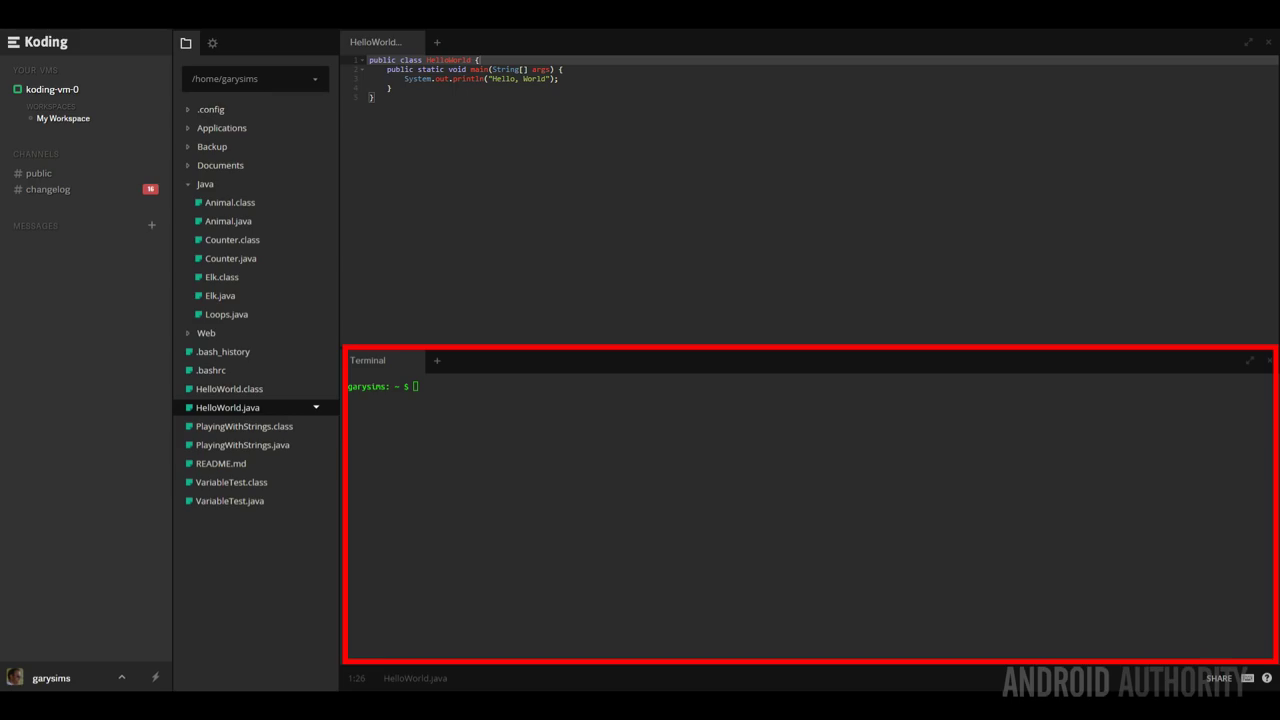 Koding
YOUR VMS
koding-vm-0
WORKSPACES
My Workspace
CHANNELS
# public
# changelog
16
MESSAGES +
garysims
/home/garysims
.config
Applications
Backup
Documents
Java
Animal.class
Animal.java
Counter.class
Counter.java
Elk.class
Elk.java
Loops.java
Web
.bash_history
.bashrc
HelloWorld.class
HelloWorld.java
PlayingWithStrings.class
PlayingWithStrings.java
README.md
VariableTest.class
VariableTest.java
HelloWorld... +
1 public class HelloWorld {
2 public static void main(String[] args) {
3 System.out.println("Hello, World");
4 }
5 }
Terminal +
garysims: ~ $
1:26 HelloWorld.java
SHARE ?
ANDROID AUTHORITY